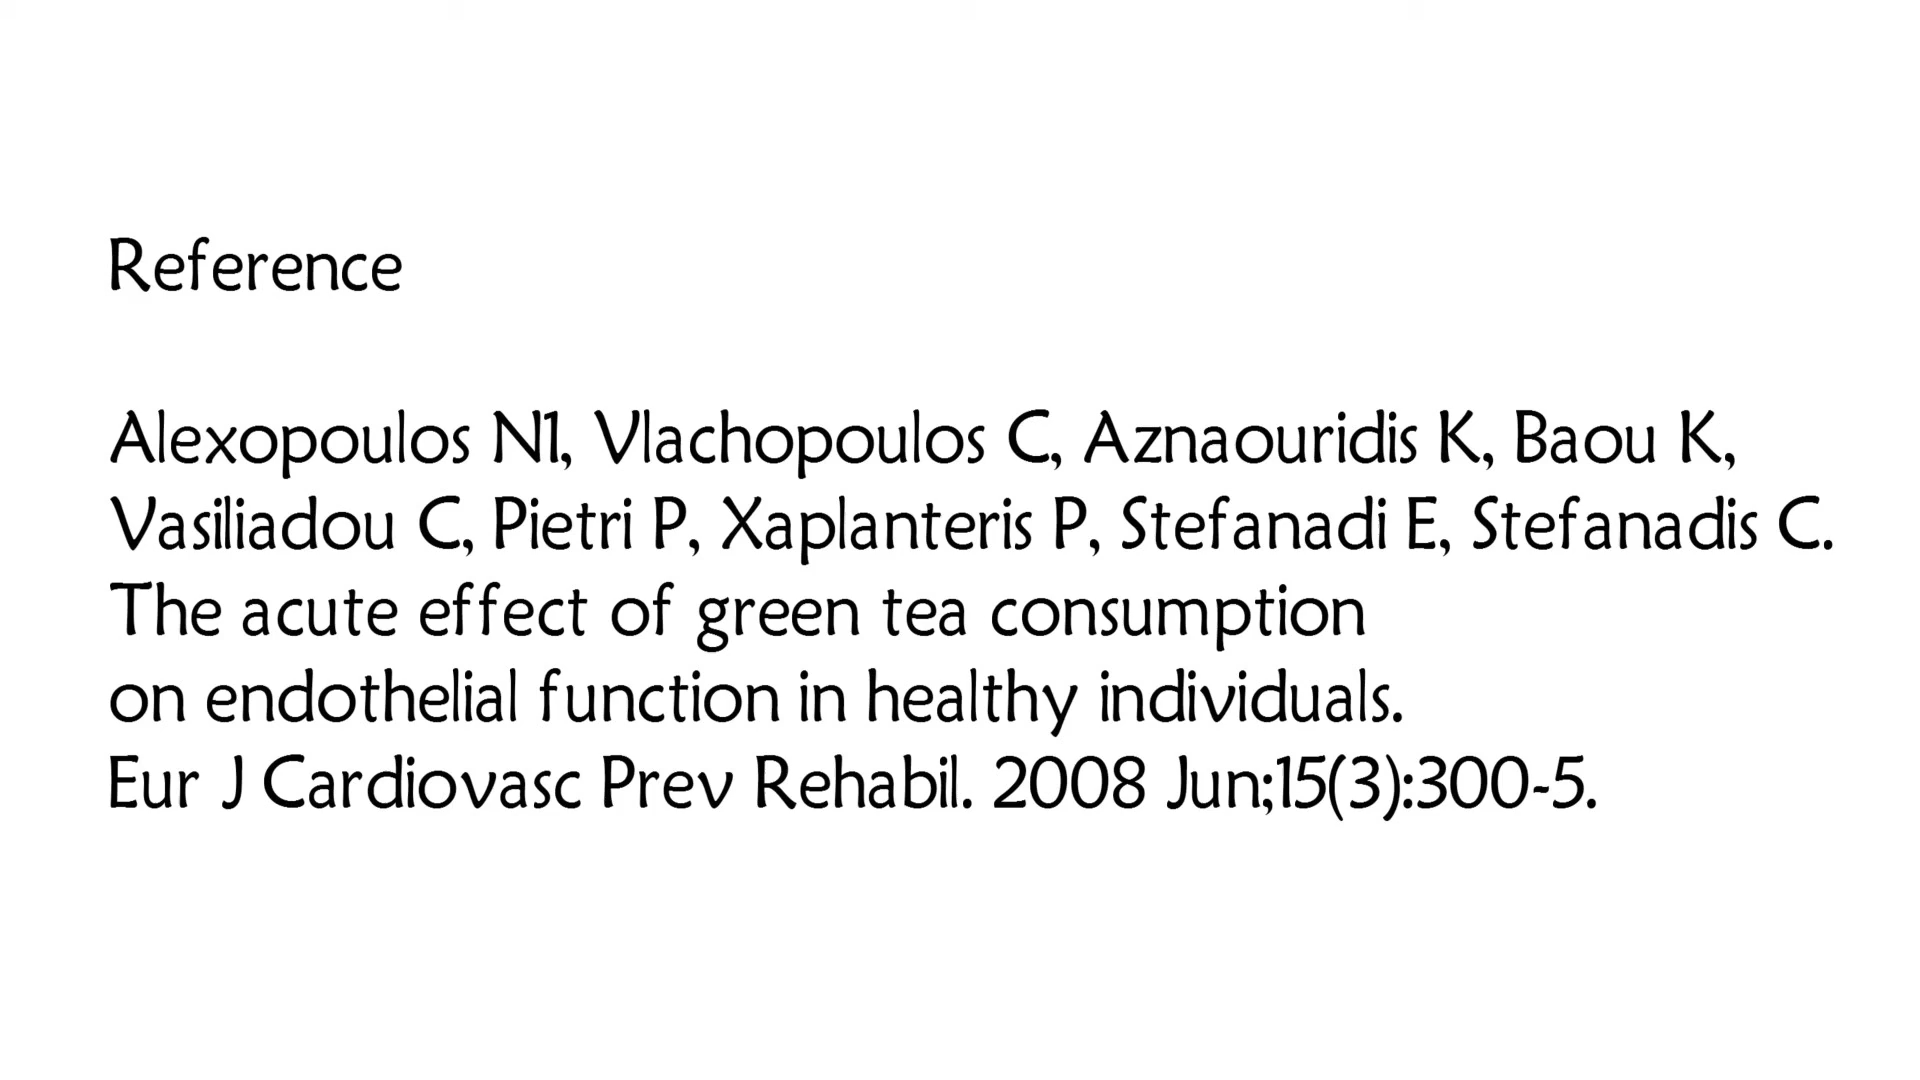 Reference
Alexopoulos N1, Vlachopoulos C, Aznaouridis K, Baou K,
Vasiliadou C, Pietri P, Xaplanteris P, Stefanadi E, Stefanadis C.
The acute effect of green tea consumption
on endothelial function in healthy individuals.
Eur J Cardiovasc Prev Rehabil. 2008 Jun;15(3):300-5.